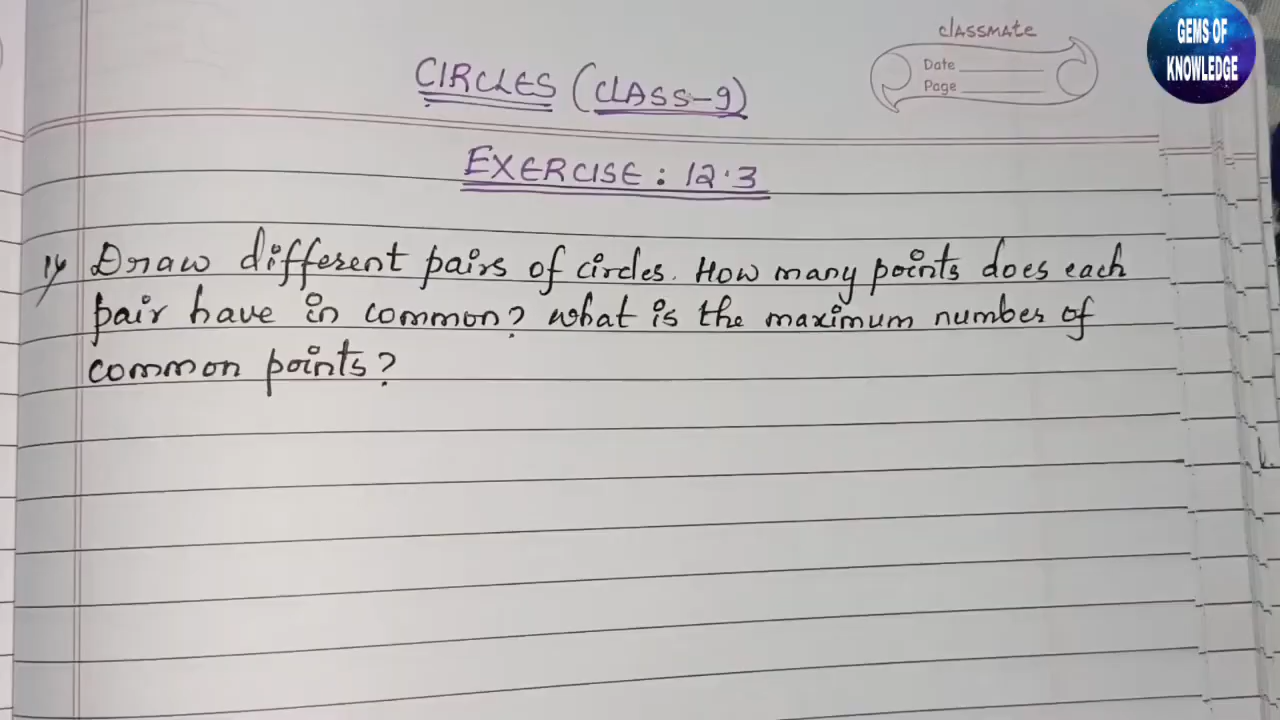 classmate
Date
Page
GEMS OF
KNOWLEDGE
CIRCLES (CLASS-9)
EXERCISE: 12.3
1) Draw different pairs of circles. How many points does each
pair have in common? what is the maximum number of
common points?